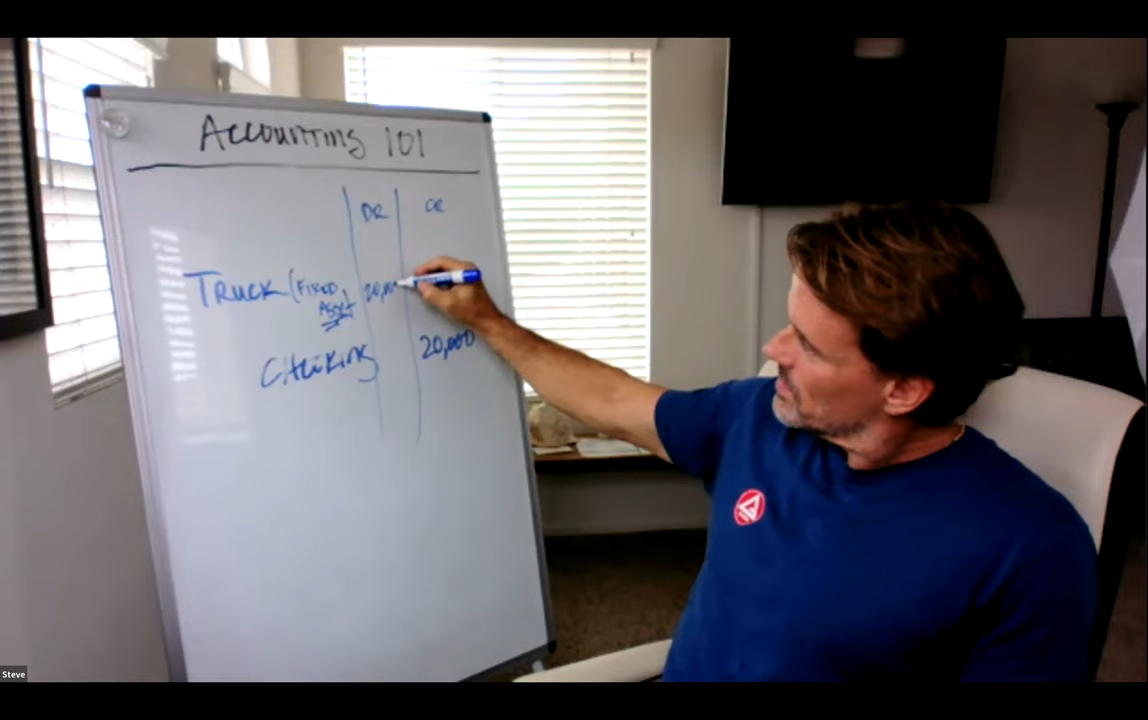 ACCOUNTING 101
DR CR
TRUCK (FIXED 20,000
ASSET
CHECKING 20,000
Steve